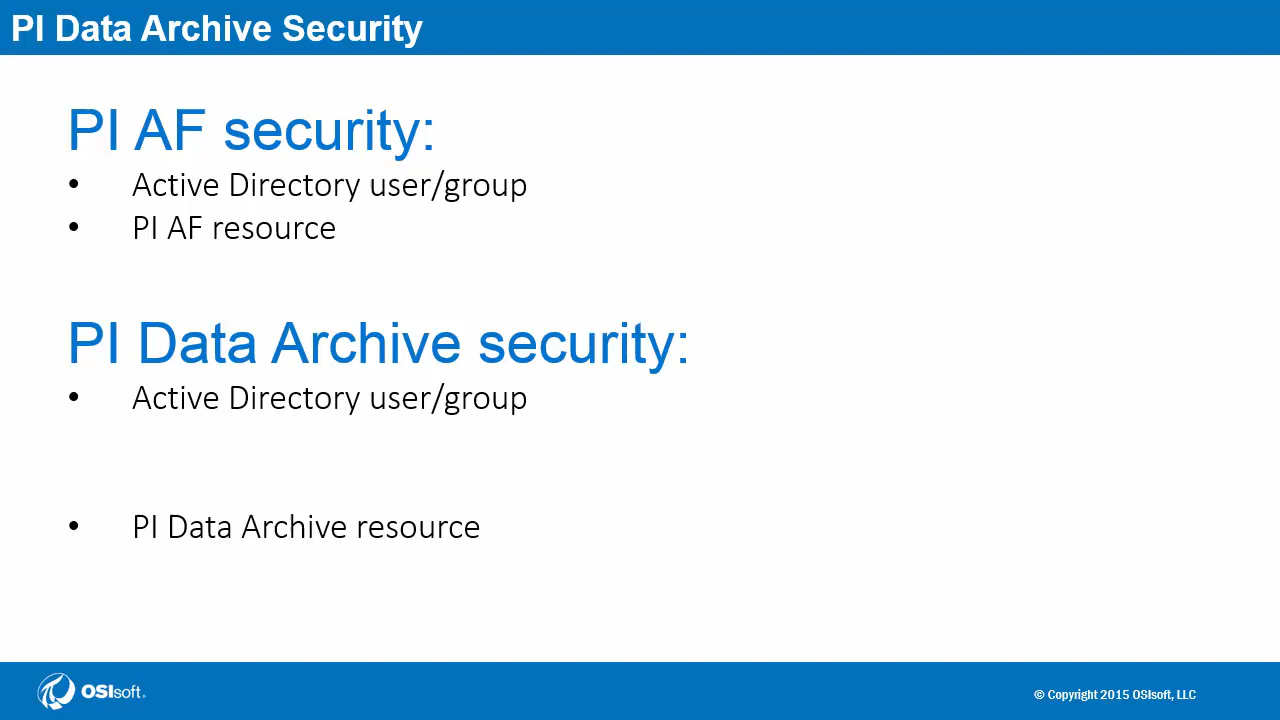 PI Data Archive Security
PI AF security:
• Active Directory user/group
• PI AF resource
PI Data Archive security:
• Active Directory user/group
• PI Data Archive resource
OSIsoft.
© Copyright 2015 OSIsoft, LLC